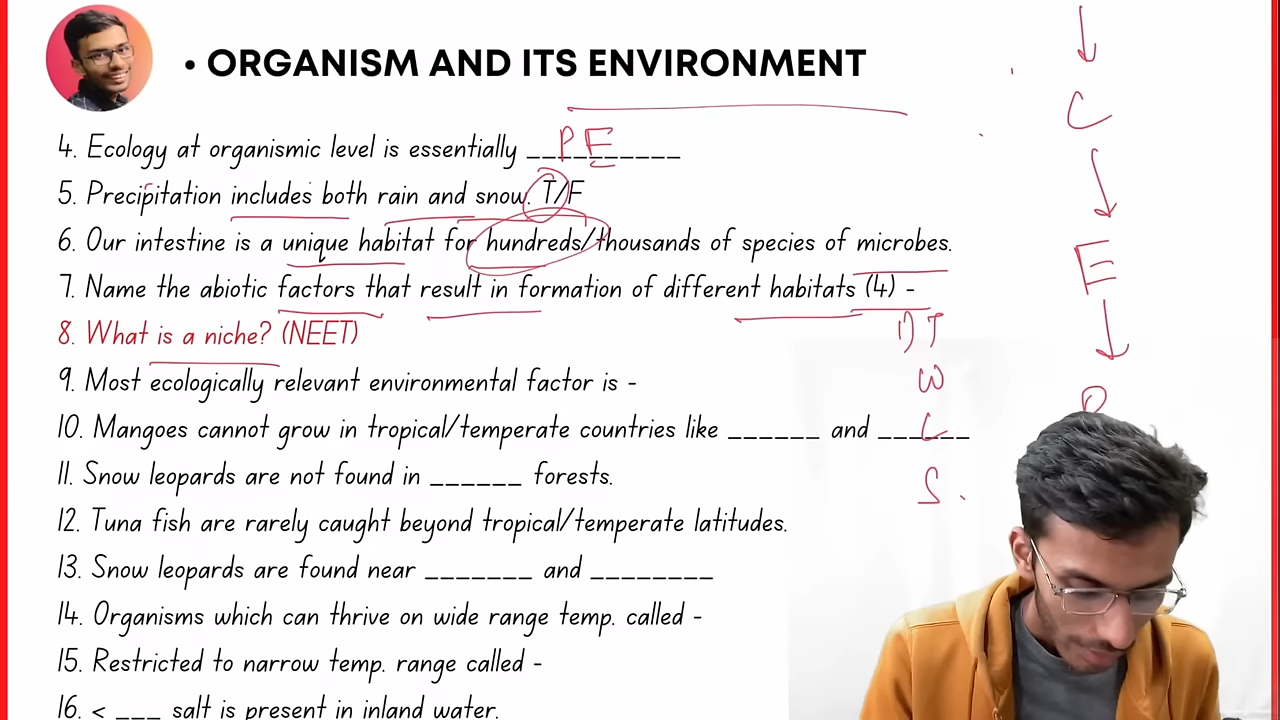 • ORGANISM AND ITS ENVIRONMENT
4. Ecology at organismic level is essentially __________ PE
5. Precipitation includes both rain and snow. T/F
6. Our intestine is a unique habitat for hundreds/thousands of species of microbes.
7. Name the abiotic factors that result in formation of different habitats (4) -
1) T
8. What is a niche? (NEET)
W
9. Most ecologically relevant environmental factor is -
10. Mangoes cannot grow in tropical/temperate countries like ______ and ______
L
11. Snow leopards are not found in ______ forests.
S.
12. Tuna fish are rarely caught beyond tropical/temperate latitudes.
13. Snow leopards are found near _______ and ________
14. Organisms which can thrive on wide range temp. called -
15. Restricted to narrow temp. range called -
16. < ___ salt is present in inland water.
C
E